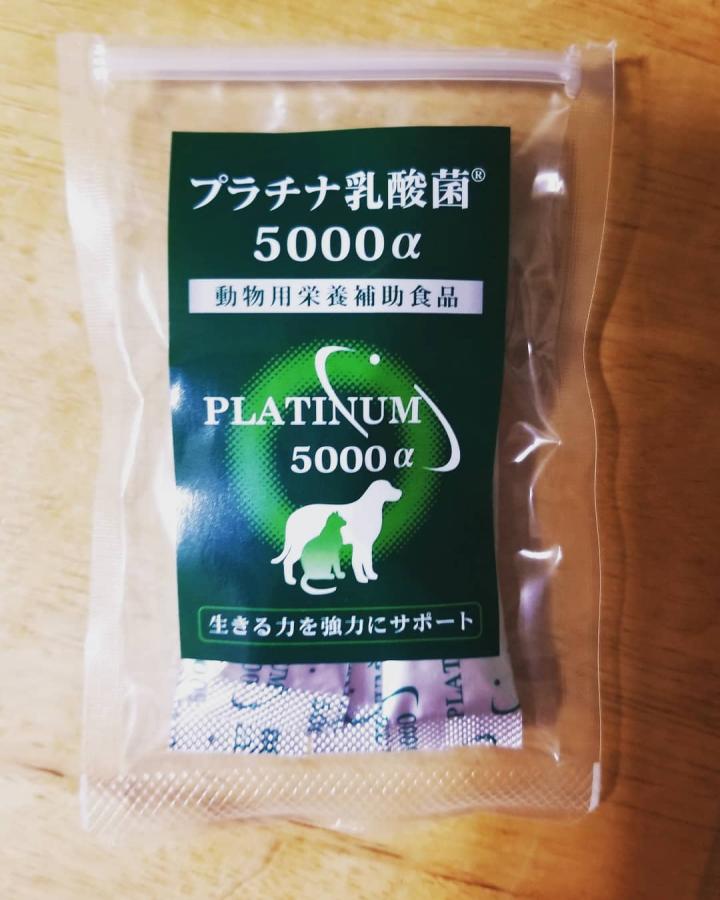 プラチナ乳酸菌®
5000α
動物用栄養補助食品
PLATINUM
5000α
生きる力を強力にサポート
PLAT